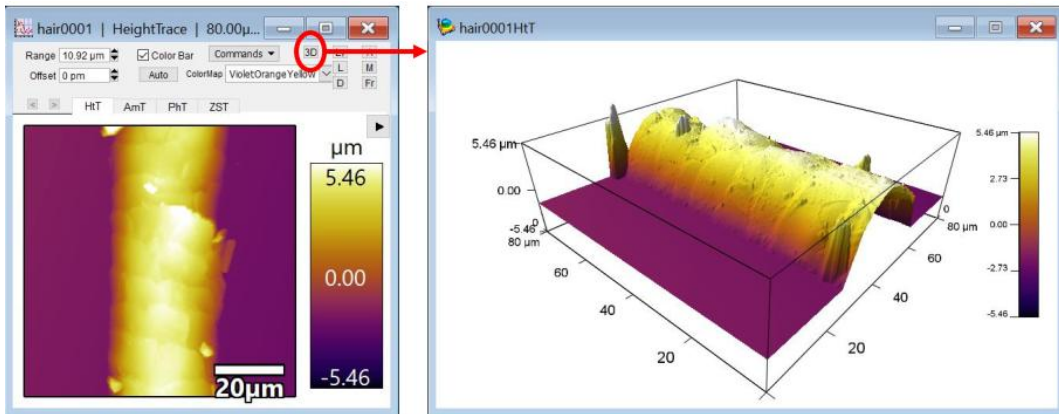 hair0001 | HeightTrace | 80.00µ...
Range 10.92 µm Color Bar Commands 3D
Offset 0 pm Auto ColorMap VioletOrangeYellow L M
D Fr
HtT AmT PhT ZST
µm
5.46
0.00
-5.46
20µm
hair0001HtT
5.46 µm
0.00
-5.46
0
80 µm
60
40
20
20
40
60
80 µm
0
5.46 µm
2.73
0.00
-2.73
-5.46